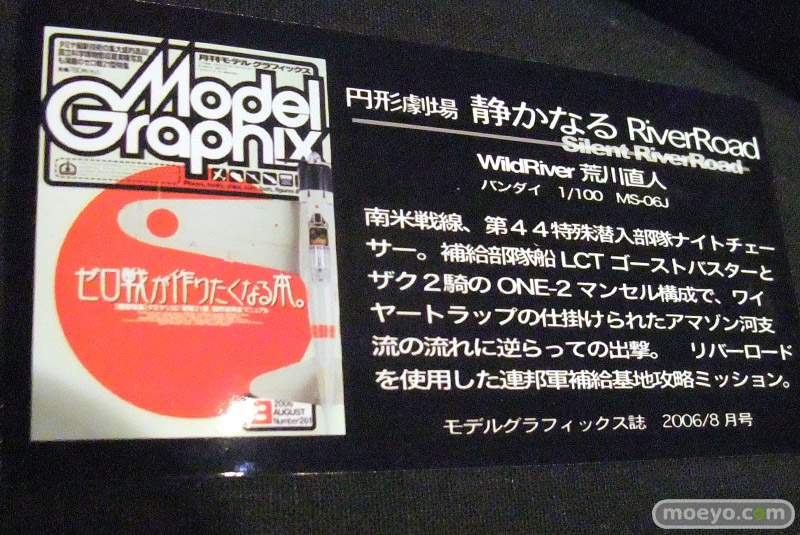 月刊モデルグラフィックス
Model
Graphix
ゼロ戦が作りたくなる本。
2006
AUGUST
円形劇場 静かなる RiverRoad
Silent RiverRoad
WildRiver 荒川直人
バンダイ 1/100 MS-06J
南米戦線、第４４特殊潜入部隊ナイトチェー
サー。補給部隊船 LCT ゴーストバスターと
ザク２騎の ONE-2 マンセル構成で、ワイ
ヤートラップの仕掛けられたアマゾン河支
流の流れに逆らっての出撃。 リバーロード
を使用した連邦軍補給基地攻略ミッション。
モデルグラフィックス誌 2006/8 月号
moeyo.com